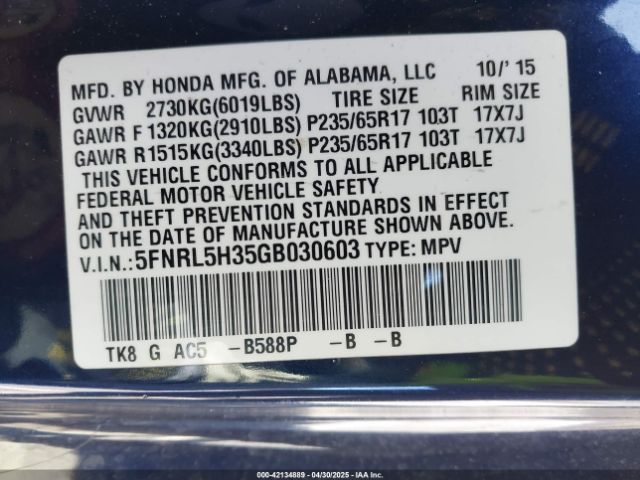 MFD. BY HONDA MFG. OF ALABAMA, LLC 10/'15
GVWR 2730KG(6019LBS) TIRE SIZE RIM SIZE
GAWR F 1320KG(2910LBS) P235/65R17 103T 17X7J
GAWR R1515KG(3340LBS) P235/65R17 103T 17X7J
THIS VEHICLE CONFORMS TO ALL APPLICABLE
FEDERAL MOTOR VEHICLE SAFETY
AND THEFT PREVENTION STANDARDS IN EFFECT
ON THE DATE OF MANUFACTURE SHOWN ABOVE.
V.I.N.:5FNRL5H35GB030603 TYPE: MPV
TK8 G AC5 -B588P -B -B
000-42134889 - 04/30/2025 - IAA Inc.